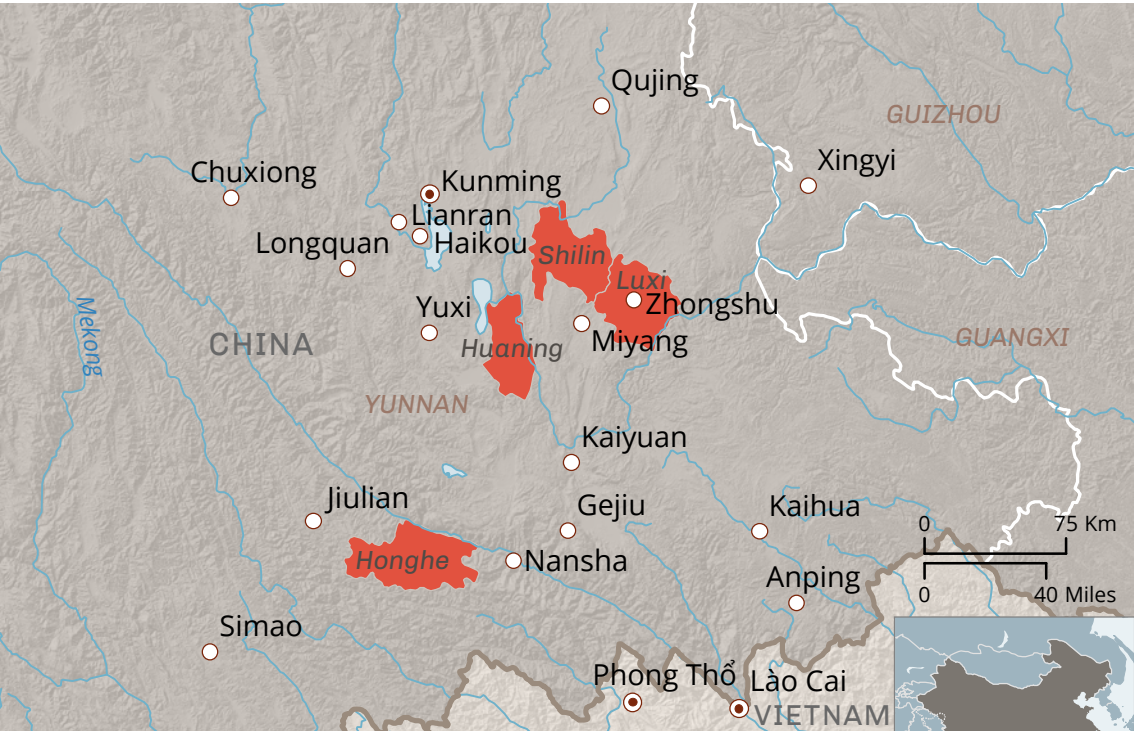 Qujing
GUIZHOU
Xingyi
Chuxiong
Kunming
Lianran
Longquan
Haikou
Shilin
Luxi
Zhongshu
Yuxi
Mekong
CHINA
Huaning
Miyang
GUANGXI
YUNNAN
Kaiyuan
Jiulian
Gejiu
Kaihua
0 75 Km
Honghe
Nansha
Anping
0 40 Miles
Simao
Phong Thổ
Lào Cai
VIETNAM